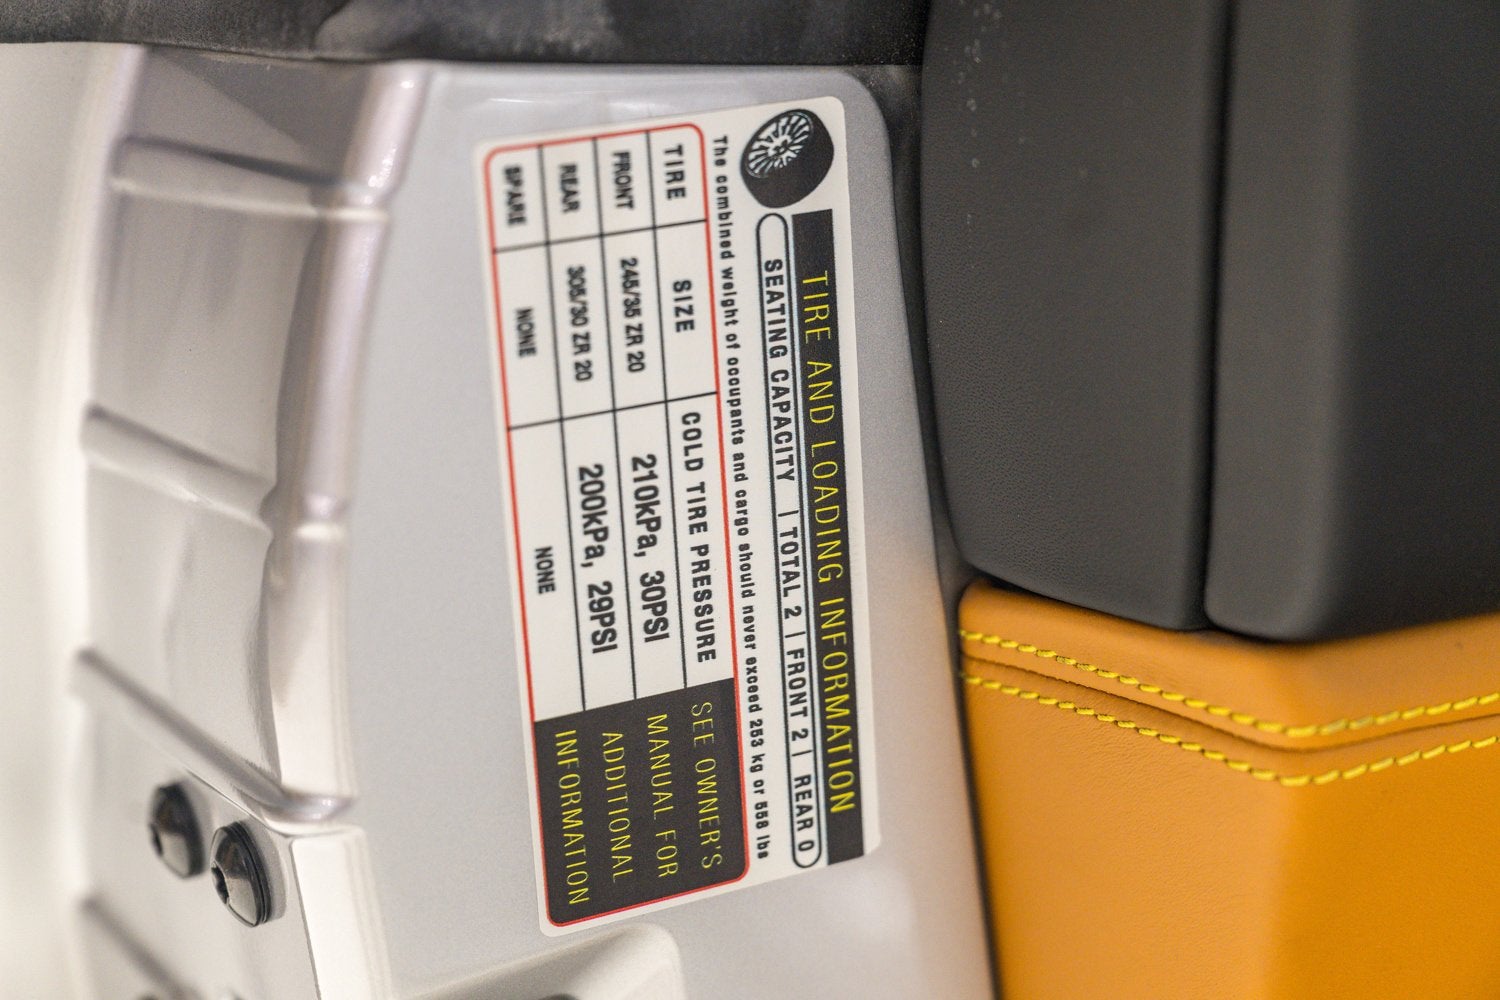 TIRE AND LOADING INFORMATION
SEATING CAPACITY | TOTAL 2 | FRONT 2 | REAR 0
The combined weight of occupants and cargo should never exceed 253 kg or 558 lbs
TIRE SIZE COLD TIRE PRESSURE
FRONT 245/35 ZR 20 210kPa, 30PSI
REAR 305/30 ZR 20 200kPa, 29PSI
SPARE NONE NONE
SEE OWNER'S
MANUAL FOR
ADDITIONAL
INFORMATION